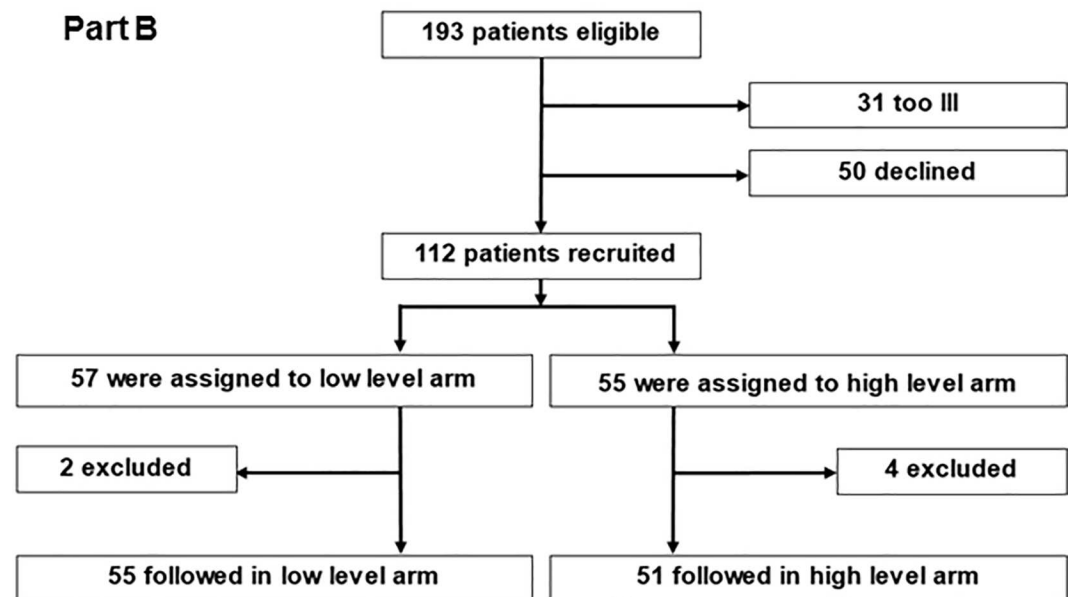 Part B
193 patients eligible
31 too Ill
50 declined
112 patients recruited
57 were assigned to low level arm
55 were assigned to high level arm
2 excluded
4 excluded
55 followed in low level arm
51 followed in high level arm